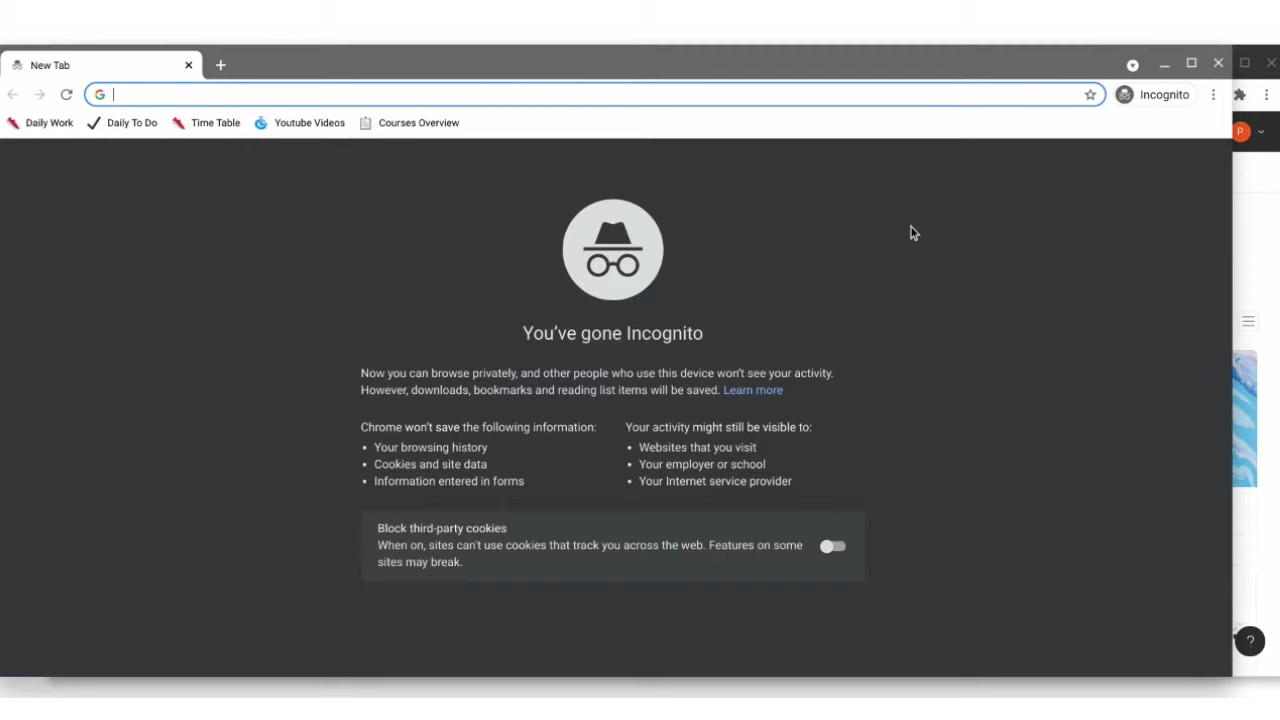 New Tab
Incognito
Daily Work Daily To Do Time Table Youtube Videos Courses Overview
P
You've gone Incognito
Now you can browse privately, and other people who use this device won't see your activity.
However, downloads, bookmarks and reading list items will be saved. Learn more
Chrome won't save the following information:
• Your browsing history
• Cookies and site data
• Information entered in forms
Your activity might still be visible to:
• Websites that you visit
• Your employer or school
• Your Internet service provider
Block third-party cookies
When on, sites can't use cookies that track you across the web. Features on some
sites may break.
?